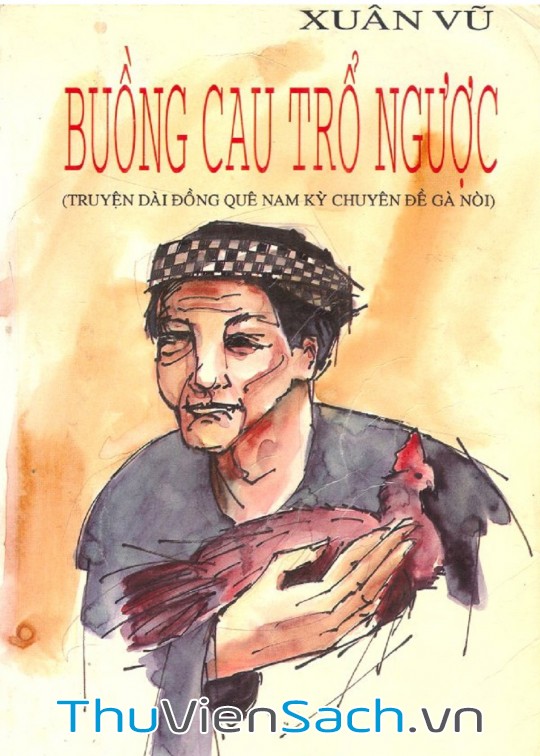 XUÂN VŨ
BUỒNG CAU TRỔ NGƯỢC
(TRUYỆN DÀI ĐỒNG QUÊ NAM KỲ CHUYÊN ĐỀ GÀ NÒI)
ThuVienSach.vn